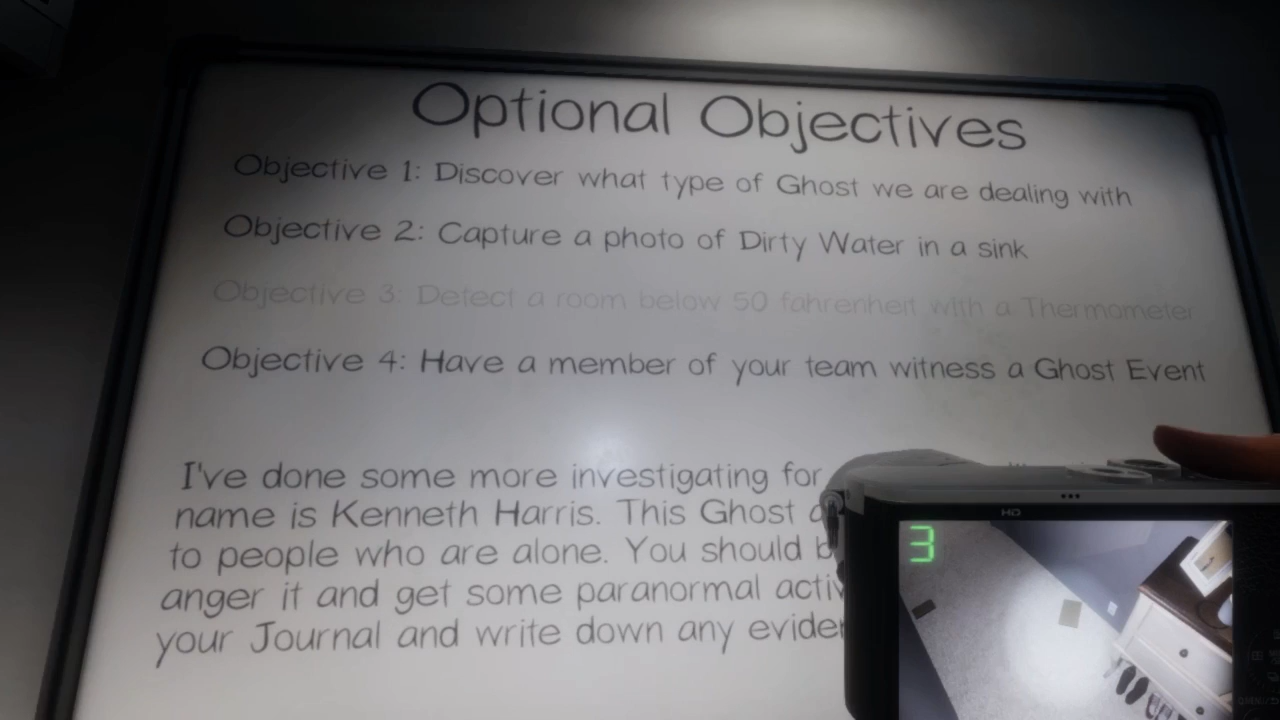 Optional Objectives
Objective 1: Discover what type of Ghost we are dealing with
Objective 2: Capture a photo of Dirty Water in a sink
Objective 3: Detect a room below 50 fahrenheit with a Thermometer
Objective 4: Have a member of your team witness a Ghost Event
I've done some more investigating for
name is Kenneth Harris. This Ghost
to people who are alone. You should
anger it and get some paranormal
your Journal and write down any
HD
3